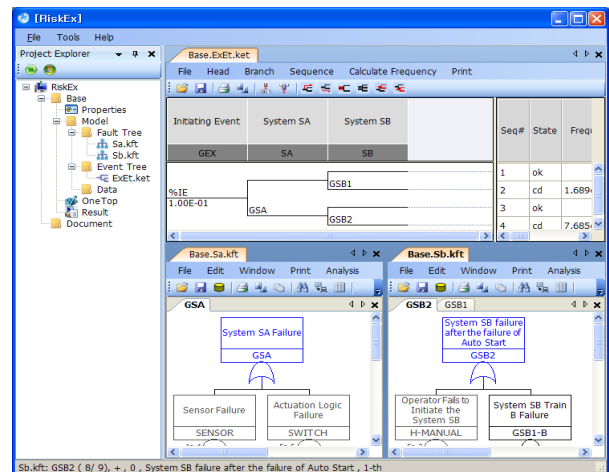 [RiskEx]
File Tools Help
Project Explorer
RiskEx
Base
Properties
Model
Fault Tree
Sa.kft
Sb.kft
Event Tree
ExEt.ket
Data
OneTop
Result
Document
Base.ExEt.ket
File Head Branch Sequence Calculate Frequency Print
Initiating Event System SA System SB Seq# State Frequ
GEX SA SB
%IE
1.00E-01
GSA
GSB1
GSB2
1 ok
2 cd 1.689
3 ok
4 cd 7.685
Base.Sa.kft
File Edit Window Print Analysis
GSA
System SA Failure
GSA
Sensor Failure
SENSOR
Actuation Logic
Failure
SWITCH
Base.Sb.kft
File Edit Window Print Analysis
GSB2 GSB1
System SB failure
after the failure of
Auto Start
GSB2
Operator Fails to
Initiate the
System SB
H-MANUAL
System SB Train
B Failure
GSB1-B
Sb.kft: GSB2 ( 8/ 9), + , 0 , System SB failure after the failure of Auto Start , 1-th